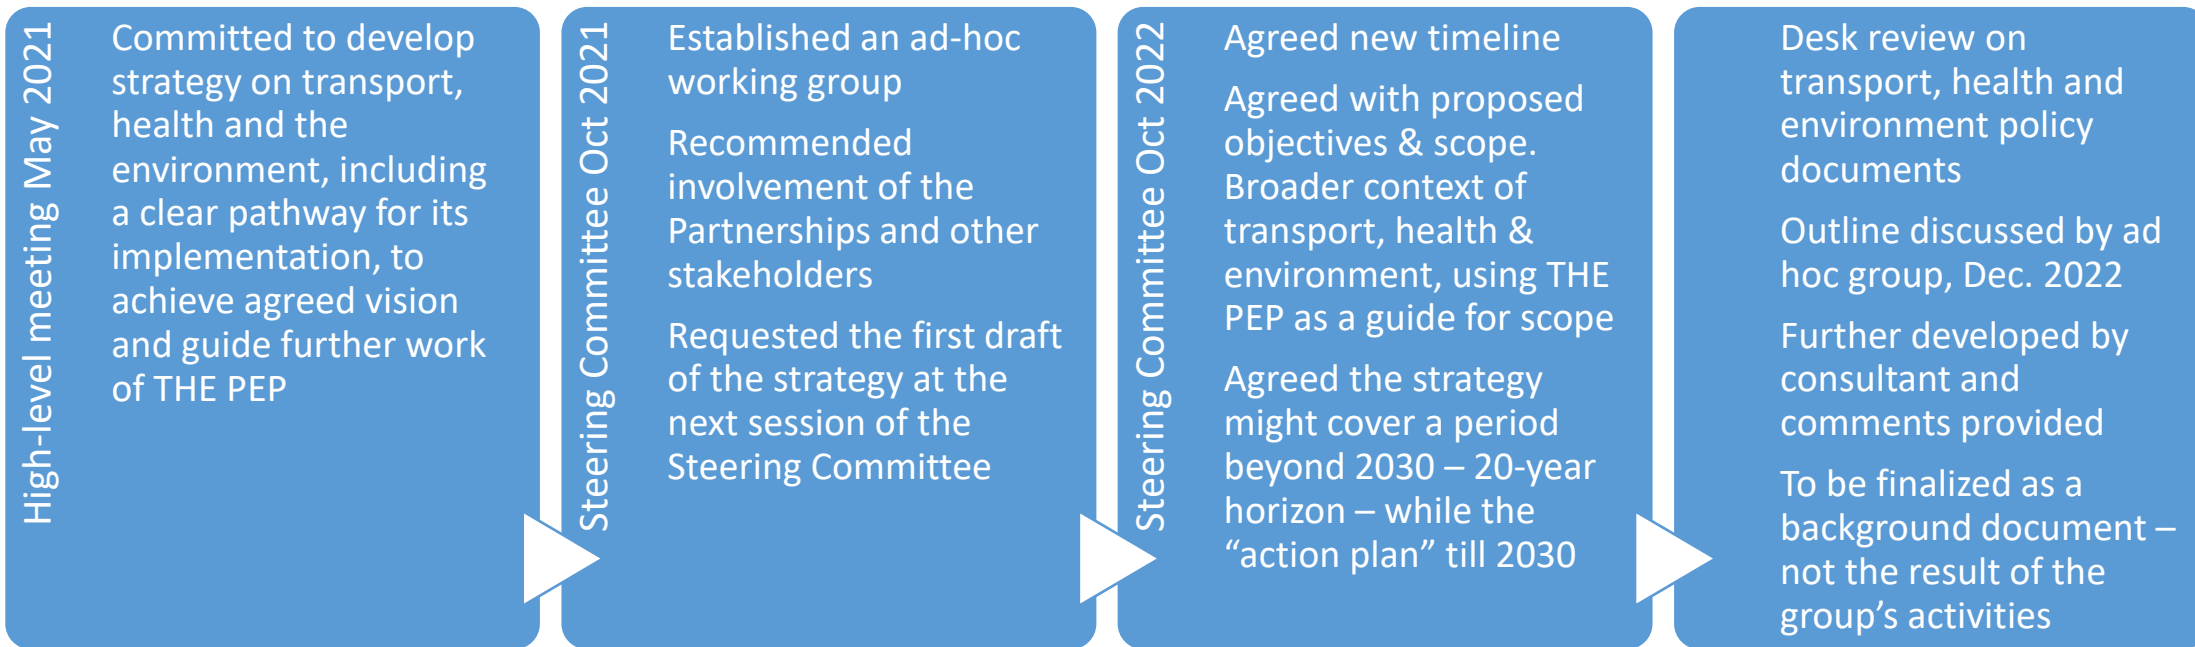 High-level meeting May 2021
Committed to develop
strategy on transport,
health and the
environment, including
a clear pathway for its
implementation, to
achieve agreed vision
and guide further work
of THE PEP
Steering Committee Oct 2021
Established an ad-hoc
working group
Recommended
involvement of the
Partnerships and other
stakeholders
Requested the first draft
of the strategy at the
next session of the
Steering Committee
Steering Committee Oct 2022
Agreed new timeline
Agreed with proposed
objectives & scope.
Broader context of
transport, health &
environment, using THE
PEP as a guide for scope
Agreed the strategy
might cover a period
beyond 2030 – 20-year
horizon – while the
“action plan” till 2030
Desk review on
transport, health and
environment policy
documents
Outline discussed by ad
hoc group, Dec. 2022
Further developed by
consultant and
comments provided
To be finalized as a
background document –
not the result of the
group’s activities